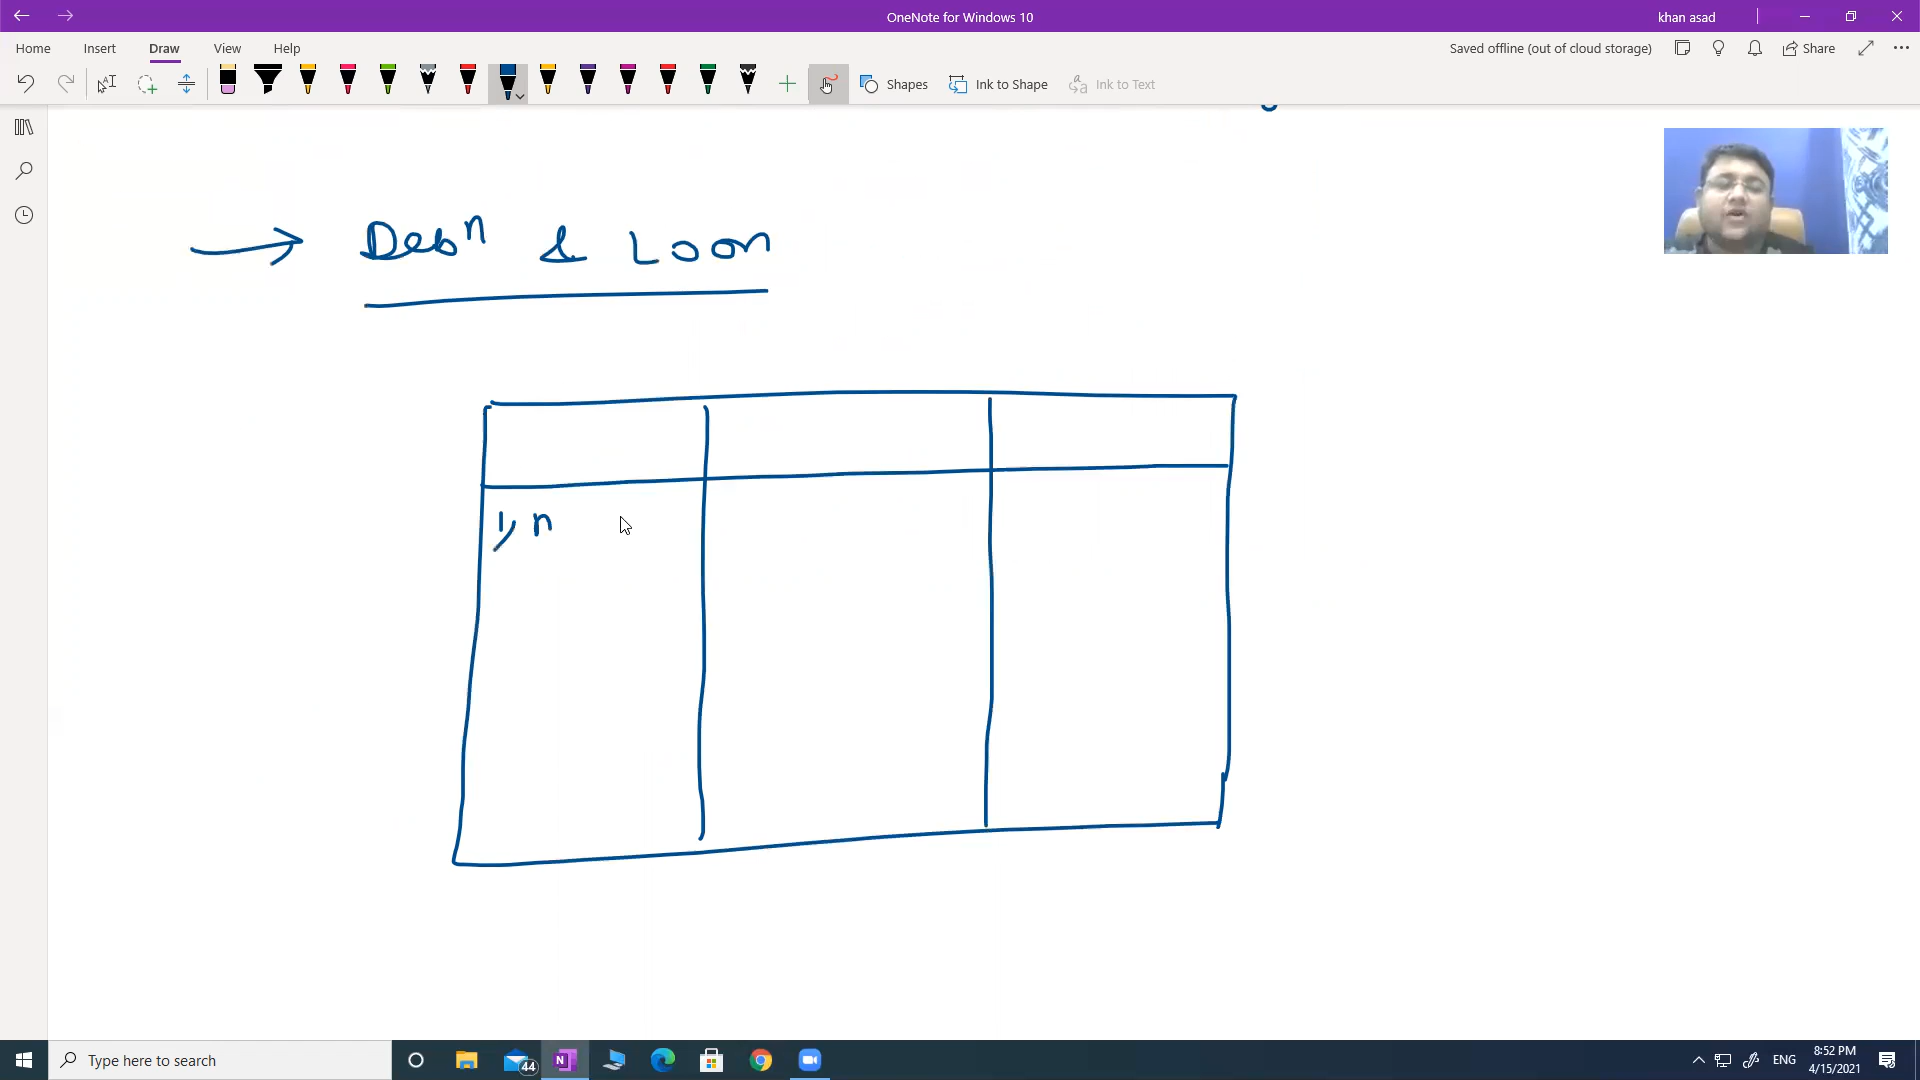 OneNote for Windows 10
khan asad
Home Insert Draw View Help
Saved offline (out of cloud storage)
Share
Shapes
Ink to Shape
Ink to Text
Debⁿ & Loon
1) n
Type here to search
44
ENG
8:52 PM
4/15/2021